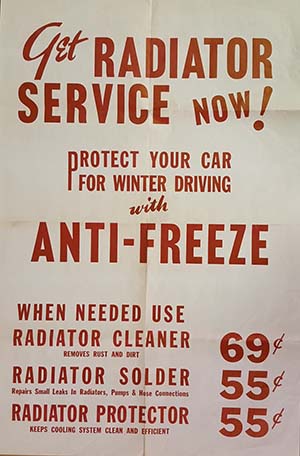 Get RADIATOR
SERVICE NOW!
PROTECT YOUR CAR
FOR WINTER DRIVING
with
ANTI-FREEZE
WHEN NEEDED USE
RADIATOR CLEANER 69¢
REMOVES RUST AND DIRT
RADIATOR SOLDER 55¢
Repairs Small Leaks In Radiators, Pumps & Hose Connections
RADIATOR PROTECTOR 55¢
KEEPS COOLING SYSTEM CLEAN AND EFFICIENT